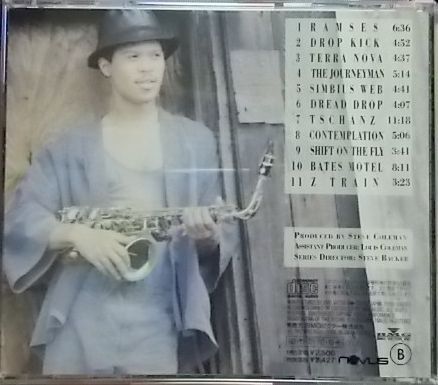 1 RAMSES 6:36
2 DROP KICK 4:52
3 TERRA NOVA 4:37
4 THE JOURNEYMAN 5:14
5 SIMBIUS WEB 4:41
6 DREAD DROP 4:07
7 TSCHANZ 11:18
8 CONTEMPLATION 5:06
9 SHIFT ON THE FLY 3:41
10 BATES MOTEL 8:11
11 Z TRAIN 3:23
PRODUCED BY STEVE COLEMAN
ASSISTANT PRODUCER: LOUIS COLEMAN
SERIES DIRECTOR: STEVE BACKER
BMG
NOVUS B